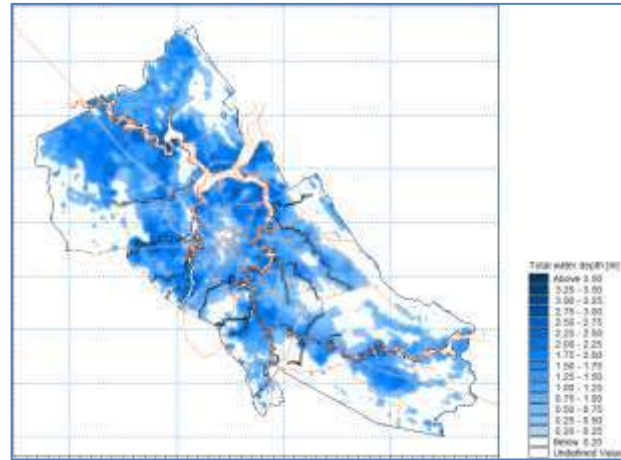 Total water depth [m]
Above 3.50
3.25 - 3.50
3.00 - 3.25
2.75 - 3.00
2.50 - 2.75
2.25 - 2.50
2.00 - 2.25
1.75 - 2.00
1.50 - 1.75
1.25 - 1.50
1.00 - 1.25
0.75 - 1.00
0.50 - 0.75
0.25 - 0.50
0.20 - 0.25
Below 0.20
Undefined Value